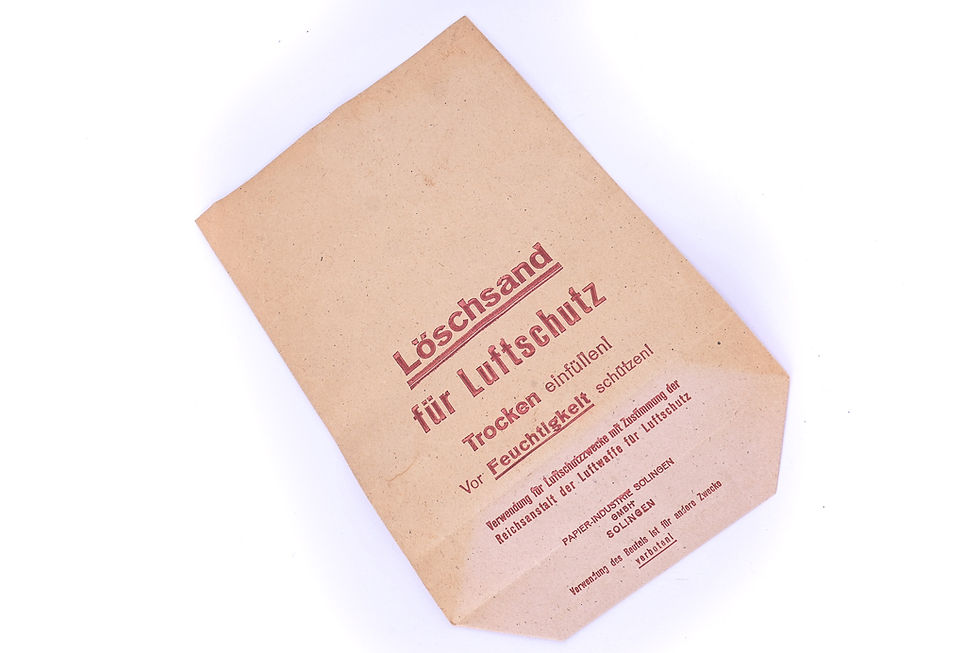 Löschsand
für Luftschutz
Trocken einfüllen!
Vor Feuchtigkeit schützen!
Verwendung für Luftschutzzwecke mit Zustimmung der
Reichsanstalt der Luftwaffe für Luftschutz
PAPIER-INDUSTRIE SOLINGEN
GMBH
SOLINGEN
Verwendung des Beutels ist für andere Zwecke
verboten!